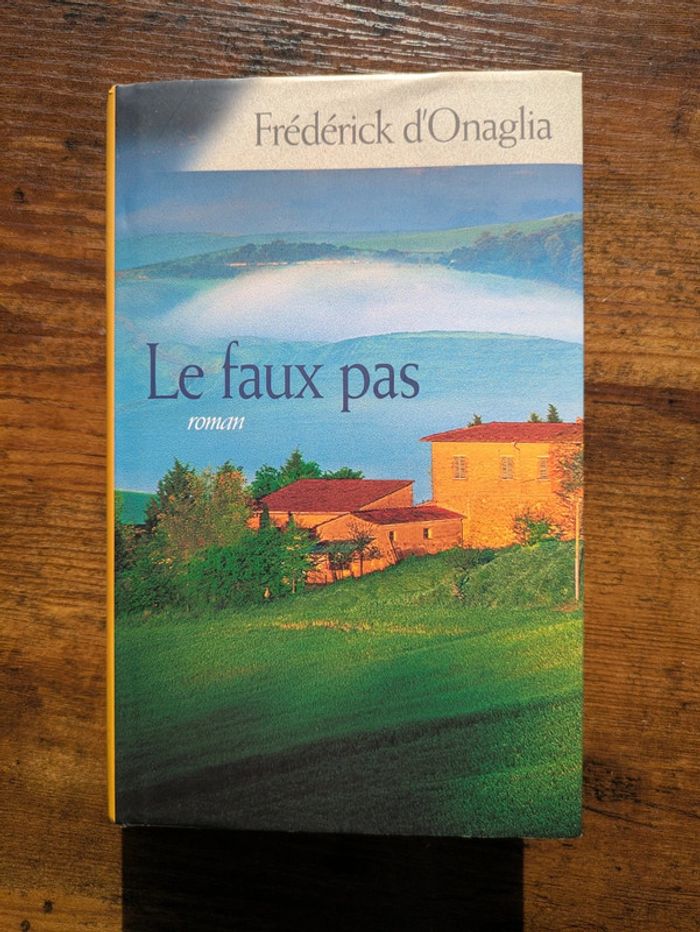 Frédérick d'Onaglia
Le faux pas
roman